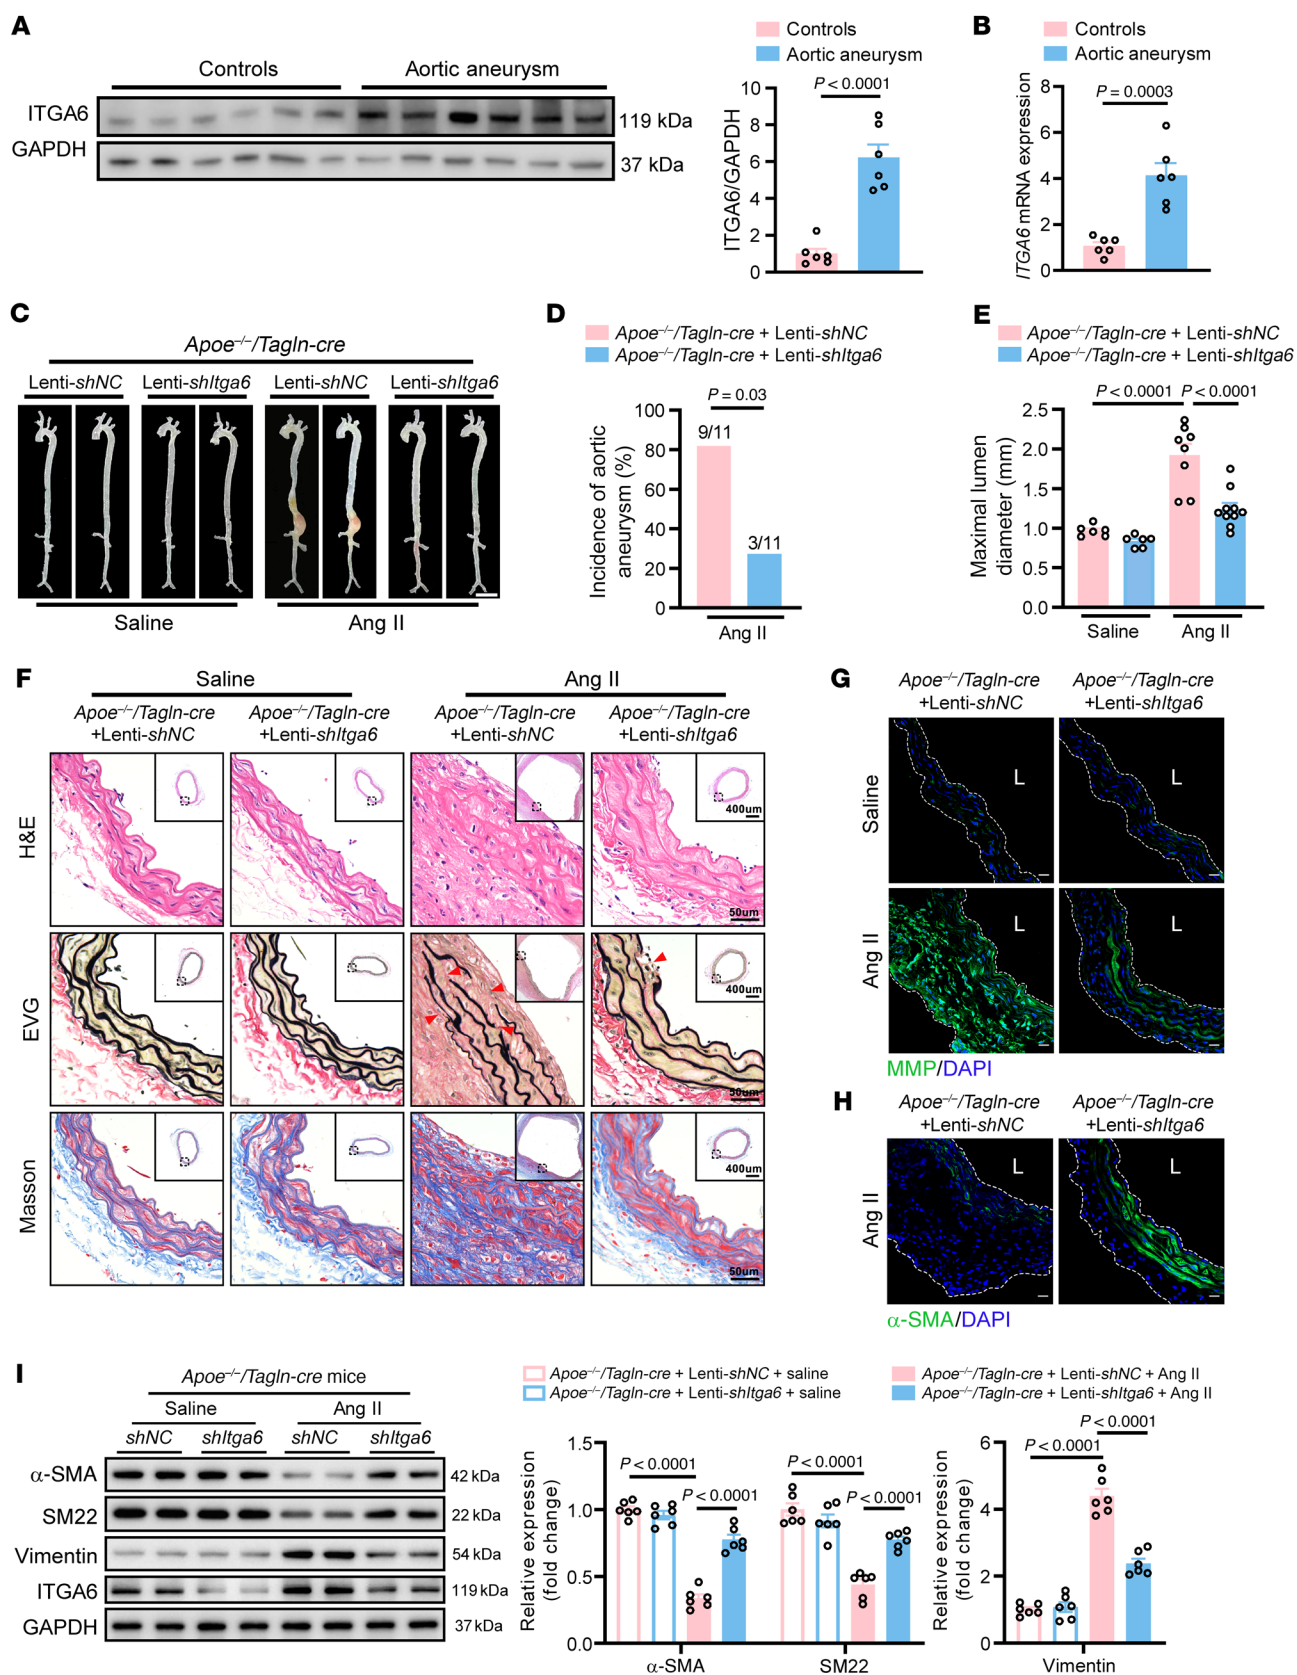 A
Controls
Aortic aneurysm
ITGA6
119 kDa
GAPDH
37 kDa
Controls
Aortic aneurysm
P < 0.0001
ITGA6/GAPDH
10
8
6
4
2
0
B
Controls
Aortic aneurysm
P = 0.0003
ITGA6 mRNA expression
8
6
4
2
0
C
Apoe–/–/Tagln-cre
Lenti-shNC Lenti-shItga6 Lenti-shNC Lenti-shItga6
Saline
Ang II
D
Apoe–/–/Tagln-cre + Lenti-shNC
Apoe–/–/Tagln-cre + Lenti-shItga6
P = 0.03
Incidence of aortic
aneurysm (%)
100
80
60
40
20
0
9/11
3/11
Ang II
E
Apoe–/–/Tagln-cre + Lenti-shNC
Apoe–/–/Tagln-cre + Lenti-shItga6
P < 0.0001 P < 0.0001
Maximal lumen
diameter (mm)
2.5
2.0
1.5
1.0
0.5
0.0
Saline
Ang II
F
Saline
Ang II
Apoe–/–/Tagln-cre
+Lenti-shNC
Apoe–/–/Tagln-cre
+Lenti-shItga6
Apoe–/–/Tagln-cre
+Lenti-shNC
Apoe–/–/Tagln-cre
+Lenti-shItga6
H&E
400um
50um
EVG
400um
50um
Masson
400um
50um
G
Apoe–/–/Tagln-cre
+Lenti-shNC
Apoe–/–/Tagln-cre
+Lenti-shItga6
Saline
L
L
Ang II
L
L
MMP/DAPI
H
Apoe–/–/Tagln-cre
+Lenti-shNC
Apoe–/–/Tagln-cre
+Lenti-shItga6
Ang II
L
L
α-SMA/DAPI
I
Apoe–/–/Tagln-cre mice
Saline
Ang II
shNC shItga6 shNC shItga6
α-SMA
42 kDa
SM22
22 kDa
Vimentin
54 kDa
ITGA6
119 kDa
GAPDH
37 kDa
Apoe–/–/Tagln-cre + Lenti-shNC + saline
Apoe–/–/Tagln-cre + Lenti-shItga6 + saline
Apoe–/–/Tagln-cre + Lenti-shNC + Ang II
Apoe–/–/Tagln-cre + Lenti-shItga6 + Ang II
Relative expression
(fold change)
1.5
1.0
0.5
0.0
P < 0.0001
P < 0.0001
P < 0.0001
P < 0.0001
α-SMA
SM22
Relative expression
(fold change)
6
4
2
0
P < 0.0001
P < 0.0001
Vimentin